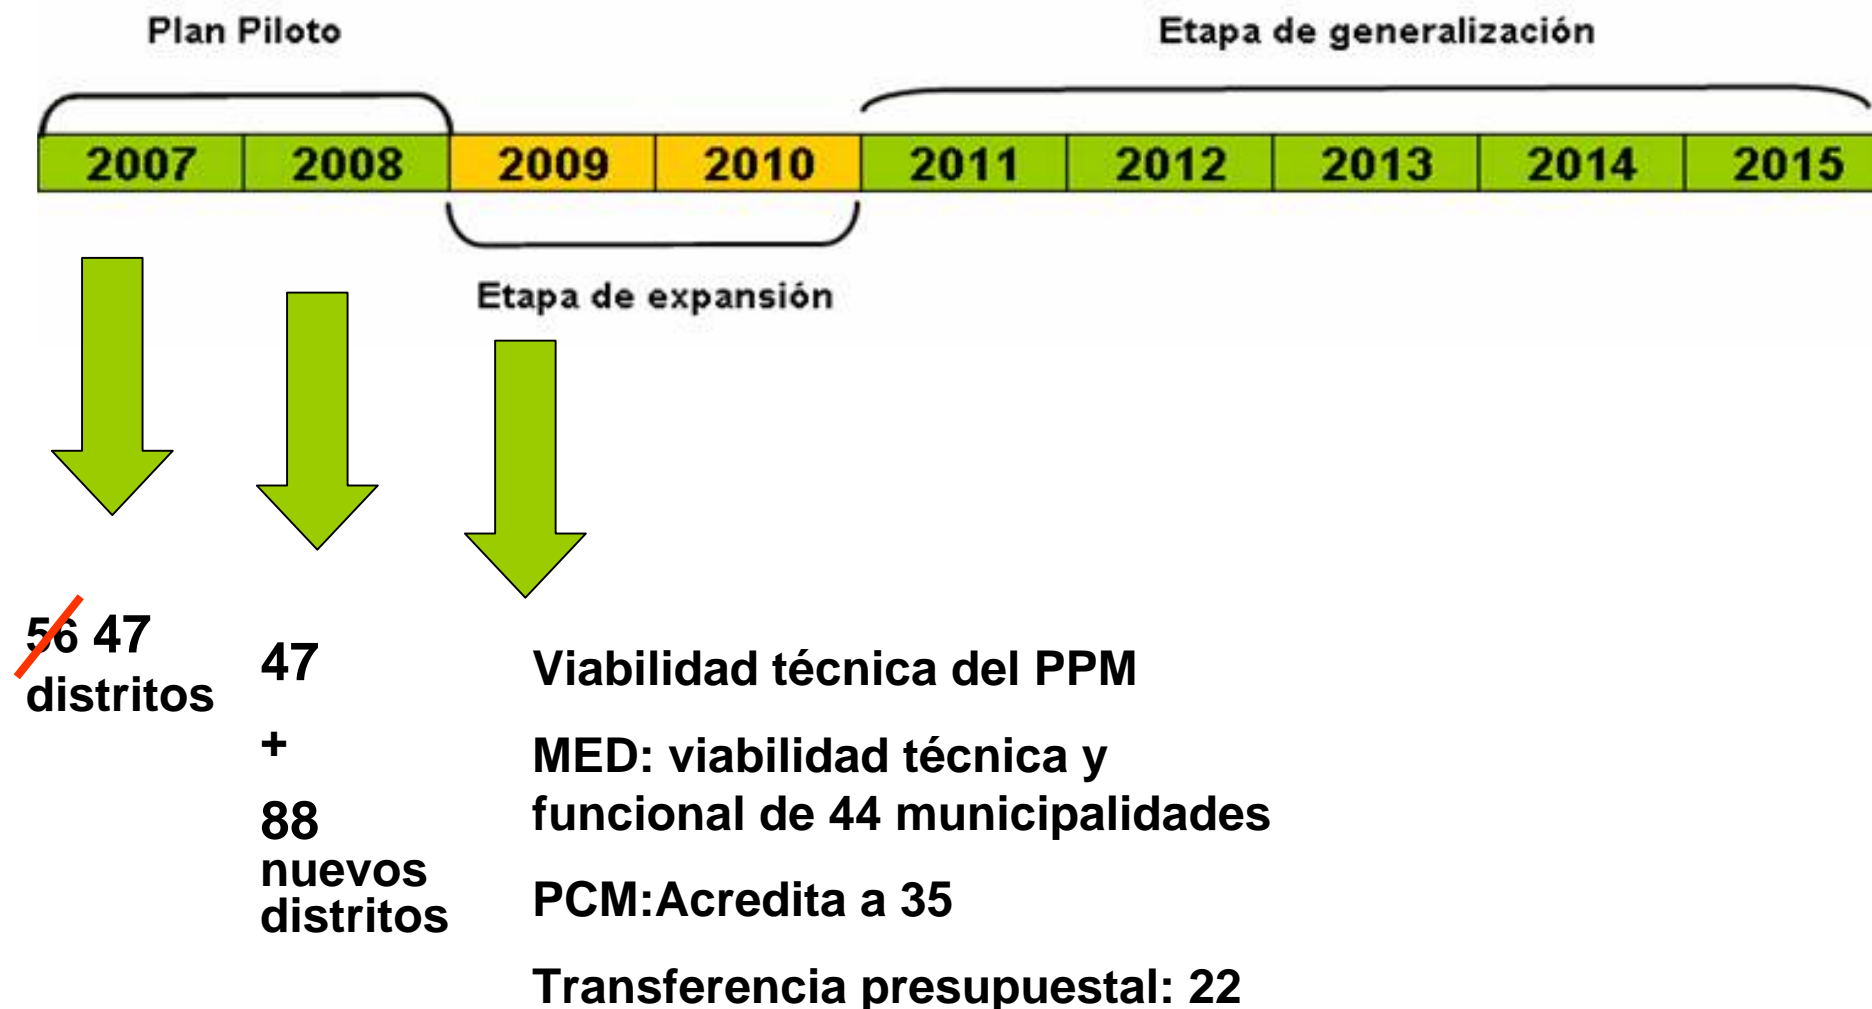 Plan Piloto
Etapa de generalización
2007 2008 2009 2010 2011 2012 2013 2014 2015
Etapa de expansión
56 47
distritos
47
+
88
nuevos
distritos
Viabilidad técnica del PPM
MED: viabilidad técnica y
funcional de 44 municipalidades
PCM:Acredita a 35
Transferencia presupuestal: 22